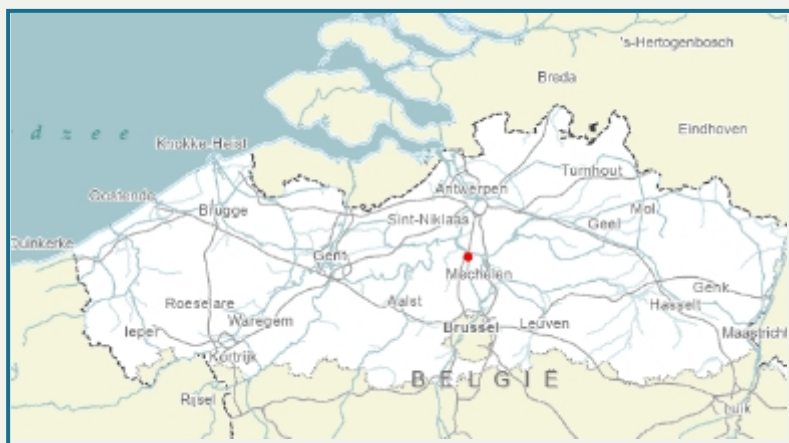 's-Hertogenbosch
Breda
d z e e
Eindhoven
Knokke-Heist
Turnhout
Antwerpen
Oostende
Mol
Brugge
Sint-Niklaas
Geel
Duinkerke
Gent
Mechelen
Genk
Roeselare
Aalst
Hasselt
Waregem
Ieper
Brussel
Leuven
Maastricht
Kortrijk
BELGIË
Rijsel
Luik